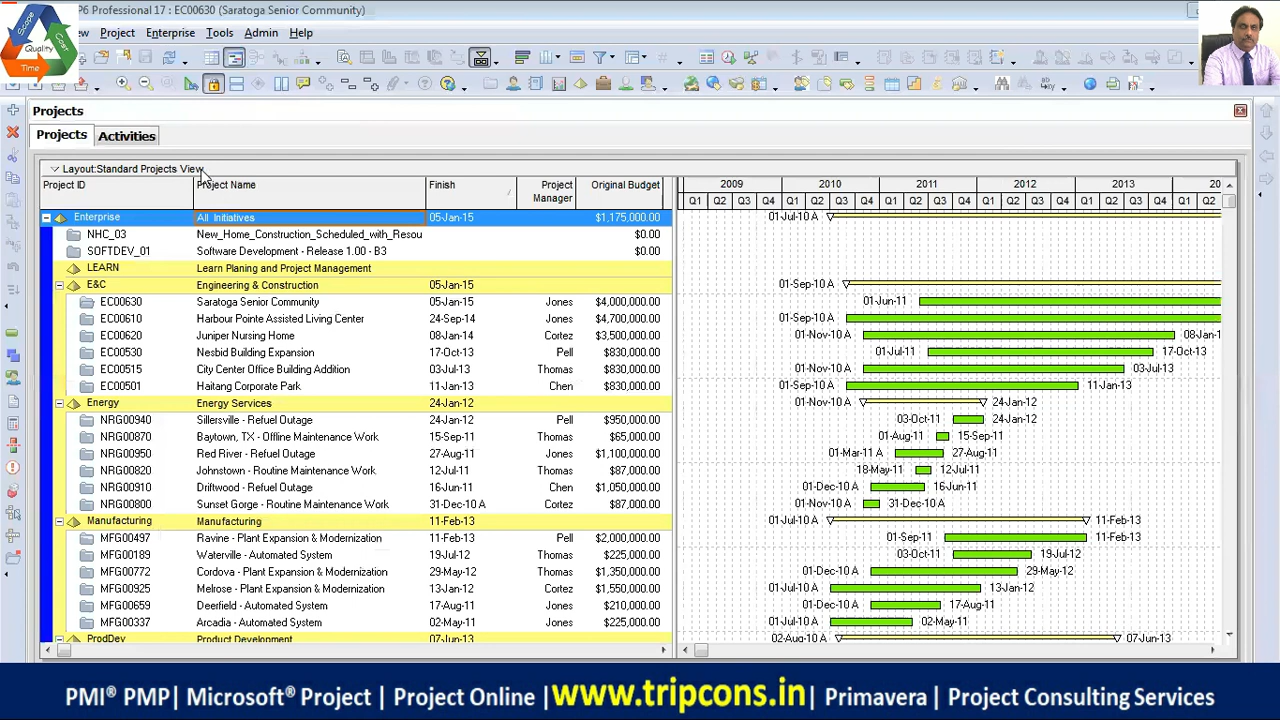 Scope
Cost
Quality
Time
P6 Professional 17 : EC00630 (Saratoga Senior Community)
Project Enterprise Tools Admin Help
Projects
Projects Activities
Layout:Standard Projects View
Project ID Project Name Finish Project Manager Original Budget
2009 2010 2011 2012 2013 20
Q1 Q2 Q3 Q4 Q1 Q2 Q3 Q4 Q1 Q2 Q3 Q4 Q1 Q2 Q3 Q4 Q1 Q2 Q3 Q4 Q1 Q2
Enterprise All Initiatives 05-Jan-15 $1,175,000.00 01-Jul-10 A
NHC_03 New_Home_Construction_Scheduled_with_Resou $0.00
SOFTDEV_01 Software Development - Release 1.00 - B3 $0.00
LEARN Learn Planing and Project Management
E&C Engineering & Construction 05-Jan-15 01-Sep-10 A
EC00630 Saratoga Senior Community 05-Jan-15 Jones $4,000,000.00 01-Jun-11
EC00610 Harbour Pointe Assisted Living Center 24-Sep-14 Jones $4,700,000.00 01-Sep-10 A
EC00620 Juniper Nursing Home 08-Jan-14 Cortez $3,500,000.00 01-Nov-10 A 08-Jan-1
EC00530 Nesbid Building Expansion 17-Oct-13 Pell $830,000.00 01-Jul-11 17-Oct-13
EC00515 City Center Office Building Addition 03-Jul-13 Thomas $830,000.00 01-Nov-10 A 03-Jul-13
EC00501 Haitang Corporate Park 11-Jan-13 Chen $830,000.00 01-Sep-10 A 11-Jan-13
Energy Energy Services 24-Jan-12 01-Nov-10 A 24-Jan-12
NRG00940 Sillersville - Refuel Outage 24-Jan-12 Pell $950,000.00 03-Oct-11 24-Jan-12
NRG00870 Baytown, TX - Offline Maintenance Work 15-Sep-11 Thomas $65,000.00 01-Aug-11 15-Sep-11
NRG00950 Red River - Refuel Outage 27-Aug-11 Jones $1,100,000.00 01-Mar-11 A 27-Aug-11
NRG00820 Johnstown - Routine Maintenance Work 12-Jul-11 Thomas $87,000.00 18-May-11 12-Jul-11
NRG00910 Driftwood - Refuel Outage 16-Jun-11 Chen $1,050,000.00 01-Dec-10 A 16-Jun-11
NRG00800 Sunset Gorge - Routine Maintenance Work 31-Dec-10 A Cortez $87,000.00 01-Nov-10 A 31-Dec-10 A
Manufacturing Manufacturing 11-Feb-13 01-Jul-10 A 11-Feb-13
MFG00497 Ravine - Plant Expansion & Modernization 11-Feb-13 Pell $2,000,000.00 01-Sep-11 11-Feb-13
MFG00189 Waterville - Automated System 19-Jul-12 Thomas $225,000.00 03-Oct-11 19-Jul-12
MFG00772 Cordova - Plant Expansion & Modernization 29-May-12 Thomas $1,350,000.00 01-Dec-10 A 29-May-12
MFG00925 Melrose - Plant Expansion & Modernization 13-Jan-12 Cortez $1,550,000.00 01-Jul-10 A 13-Jan-12
MFG00659 Deerfield - Automated System 17-Aug-11 Jones $210,000.00 01-Dec-10 A 17-Aug-11
MFG00337 Arcadia - Automated System 02-May-11 Jones $225,000.00 01-Jul-10 A 02-May-11
ProdDev Product Development 07-Jun-13 02-Aug-10 A 07-Jun-13
PMI® PMP| Microsoft® Project | Project Online |www.tripcons.in| Primavera | Project Consulting Services